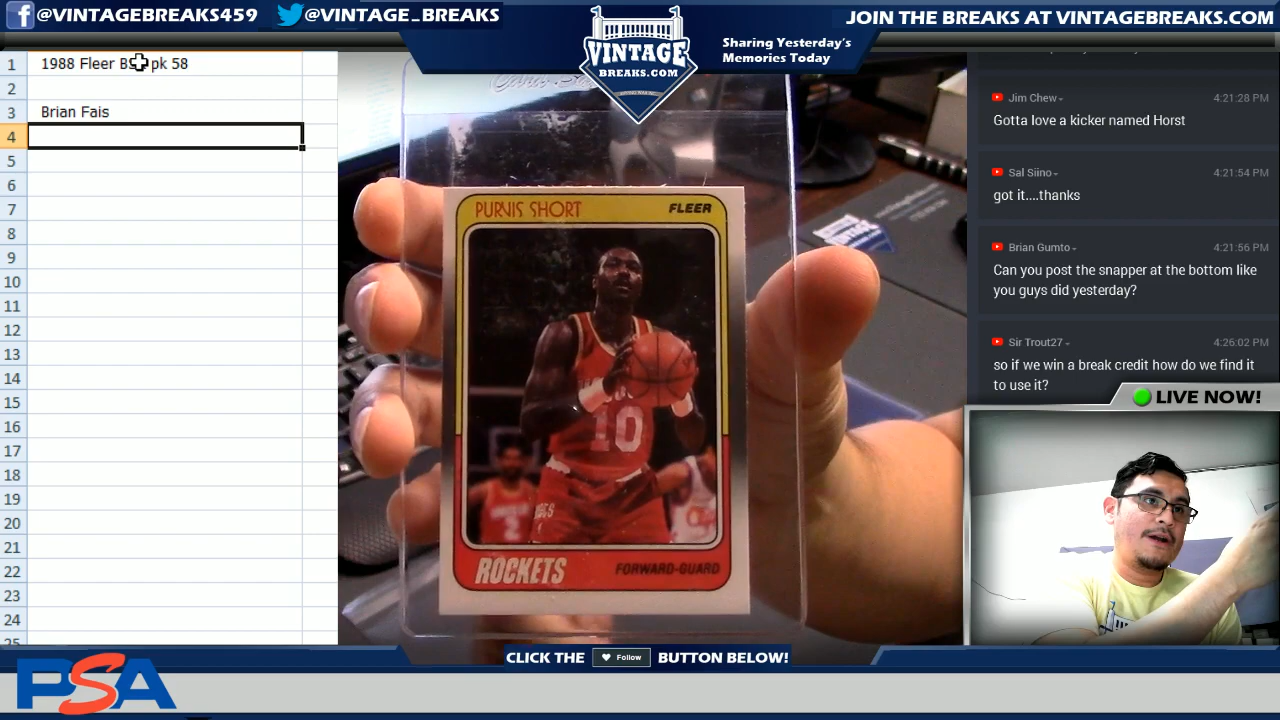 @VINTAGEBREAKS459
@VINTAGE_BREAKS
VINTAGE
BREAKS.COM
Sharing Yesterday's
Memories Today
JOIN THE BREAKS AT VINTAGEBREAKS.COM
1 1988 Fleer pk 58
2
3 Brian Fais
4
5
6
7
8
9
10
11
12
13
14
15
16
17
18
19
20
21
22
23
24
25
PURVIS SHORT FLEER
10
ROCKETS FORWARD-GUARD
Jim Chew 4:21:28 PM
Gotta love a kicker named Horst
Sal Siino 4:21:54 PM
got it....thanks
Brian Gumto 4:21:56 PM
Can you post the snapper at the bottom like
you guys did yesterday?
Sir Trout27 4:26:02 PM
so if we win a break credit how do we find it
to use it?
LIVE NOW!
CLICK THE Follow BUTTON BELOW!
PSA